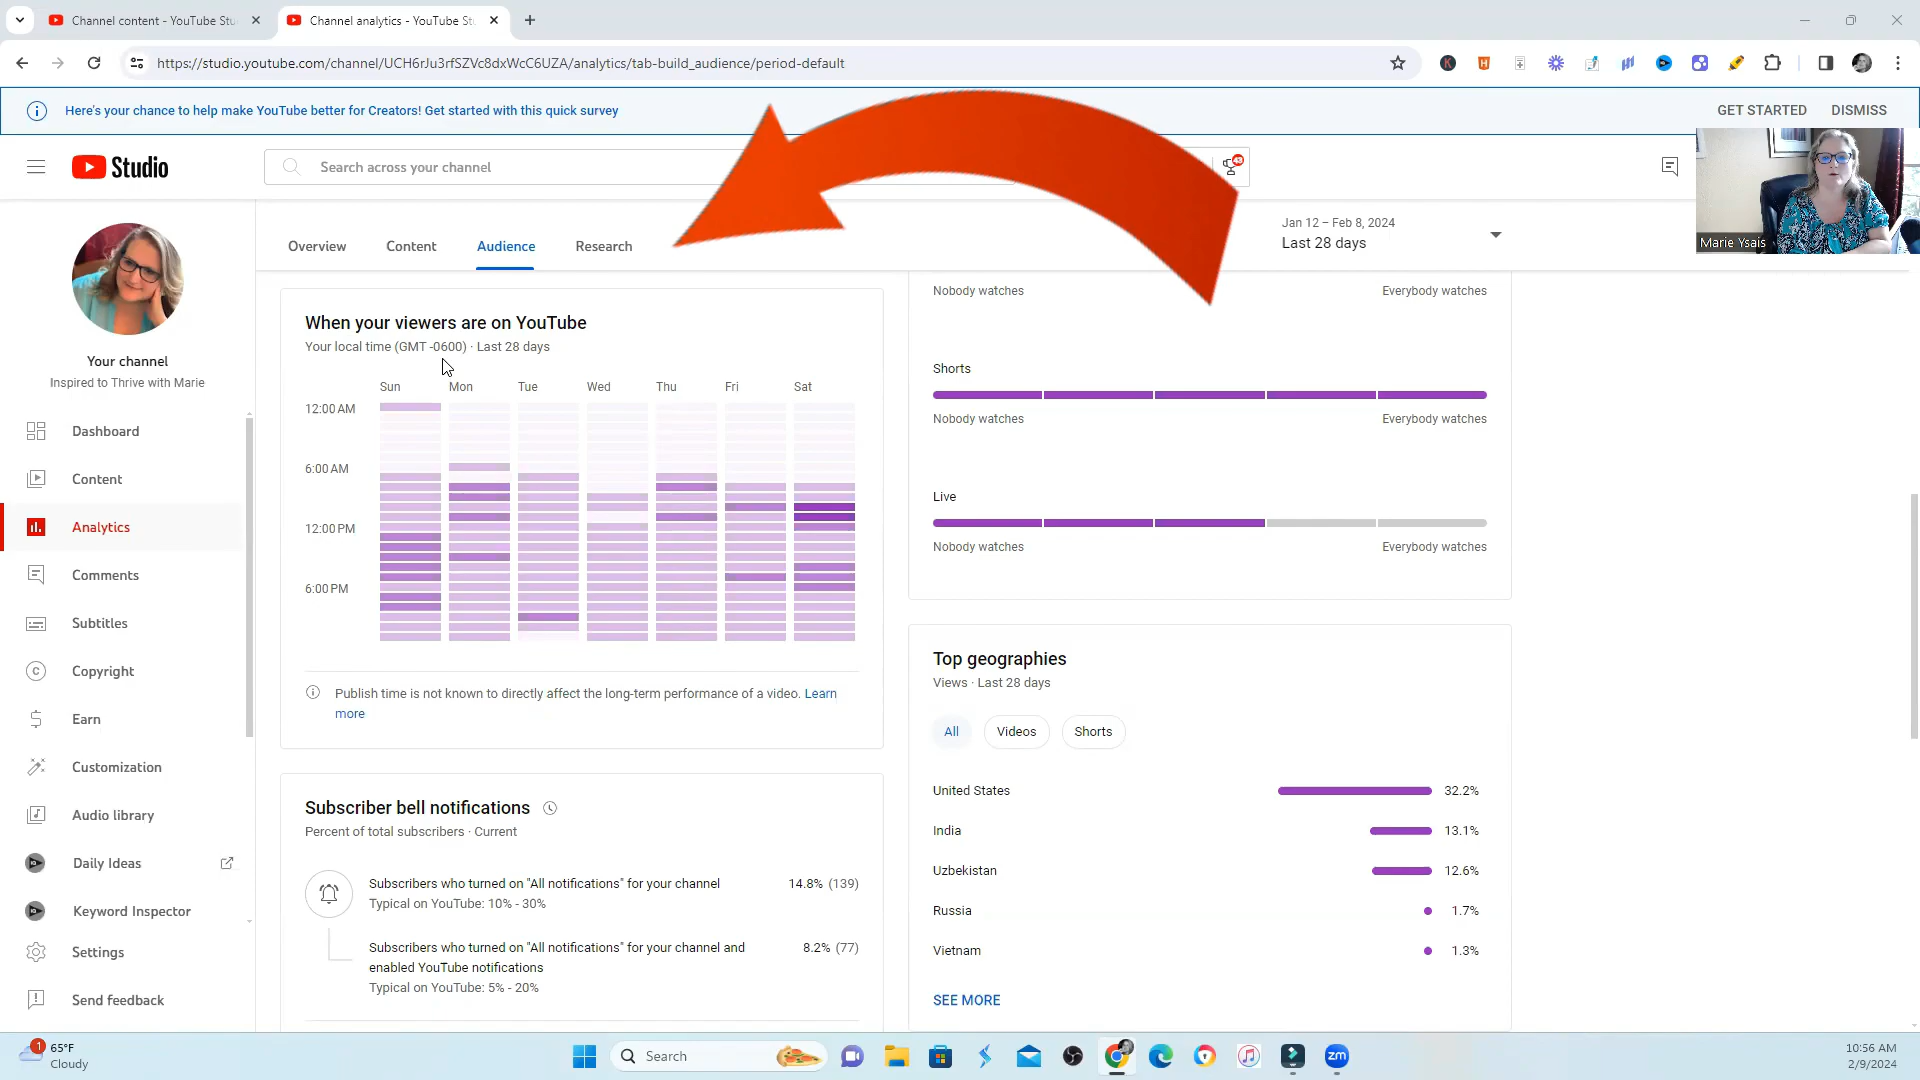 Channel content - YouTube Stu
Channel analytics - YouTube Stu
https://studio.youtube.com/channel/UCH6rJu3rfSZVc8dxWcC6UZA/analytics/tab-build_audience/period-default
Here's your chance to help make YouTube better for Creators! Get started with this quick survey
GET STARTED
DISMISS
Studio
Search across your channel
43
Marie Ysais
Overview
Content
Audience
Research
Jan 12 – Feb 8, 2024
Last 28 days
Your channel
Inspired to Thrive with Marie
Dashboard
Content
Analytics
Comments
Subtitles
Copyright
Earn
Customization
Audio library
Daily Ideas
Keyword Inspector
Settings
Send feedback
When your viewers are on YouTube
Your local time (GMT -0600) · Last 28 days
Sun Mon Tue Wed Thu Fri Sat
12:00 AM
6:00 AM
12:00 PM
6:00 PM
Publish time is not known to directly affect the long-term performance of a video. Learn
more
Subscriber bell notifications
Percent of total subscribers · Current
Subscribers who turned on "All notifications" for your channel 14.8% (139)
Typical on YouTube: 10% - 30%
Subscribers who turned on "All notifications" for your channel and 8.2% (77)
enabled YouTube notifications
Typical on YouTube: 5% - 20%
Nobody watches Everybody watches
Shorts
Nobody watches Everybody watches
Live
Nobody watches Everybody watches
Top geographies
Views · Last 28 days
All Videos Shorts
United States 32.2%
India 13.1%
Uzbekistan 12.6%
Russia 1.7%
Vietnam 1.3%
SEE MORE
1
65°F
Cloudy
Search
zm
10:56 AM
2/9/2024